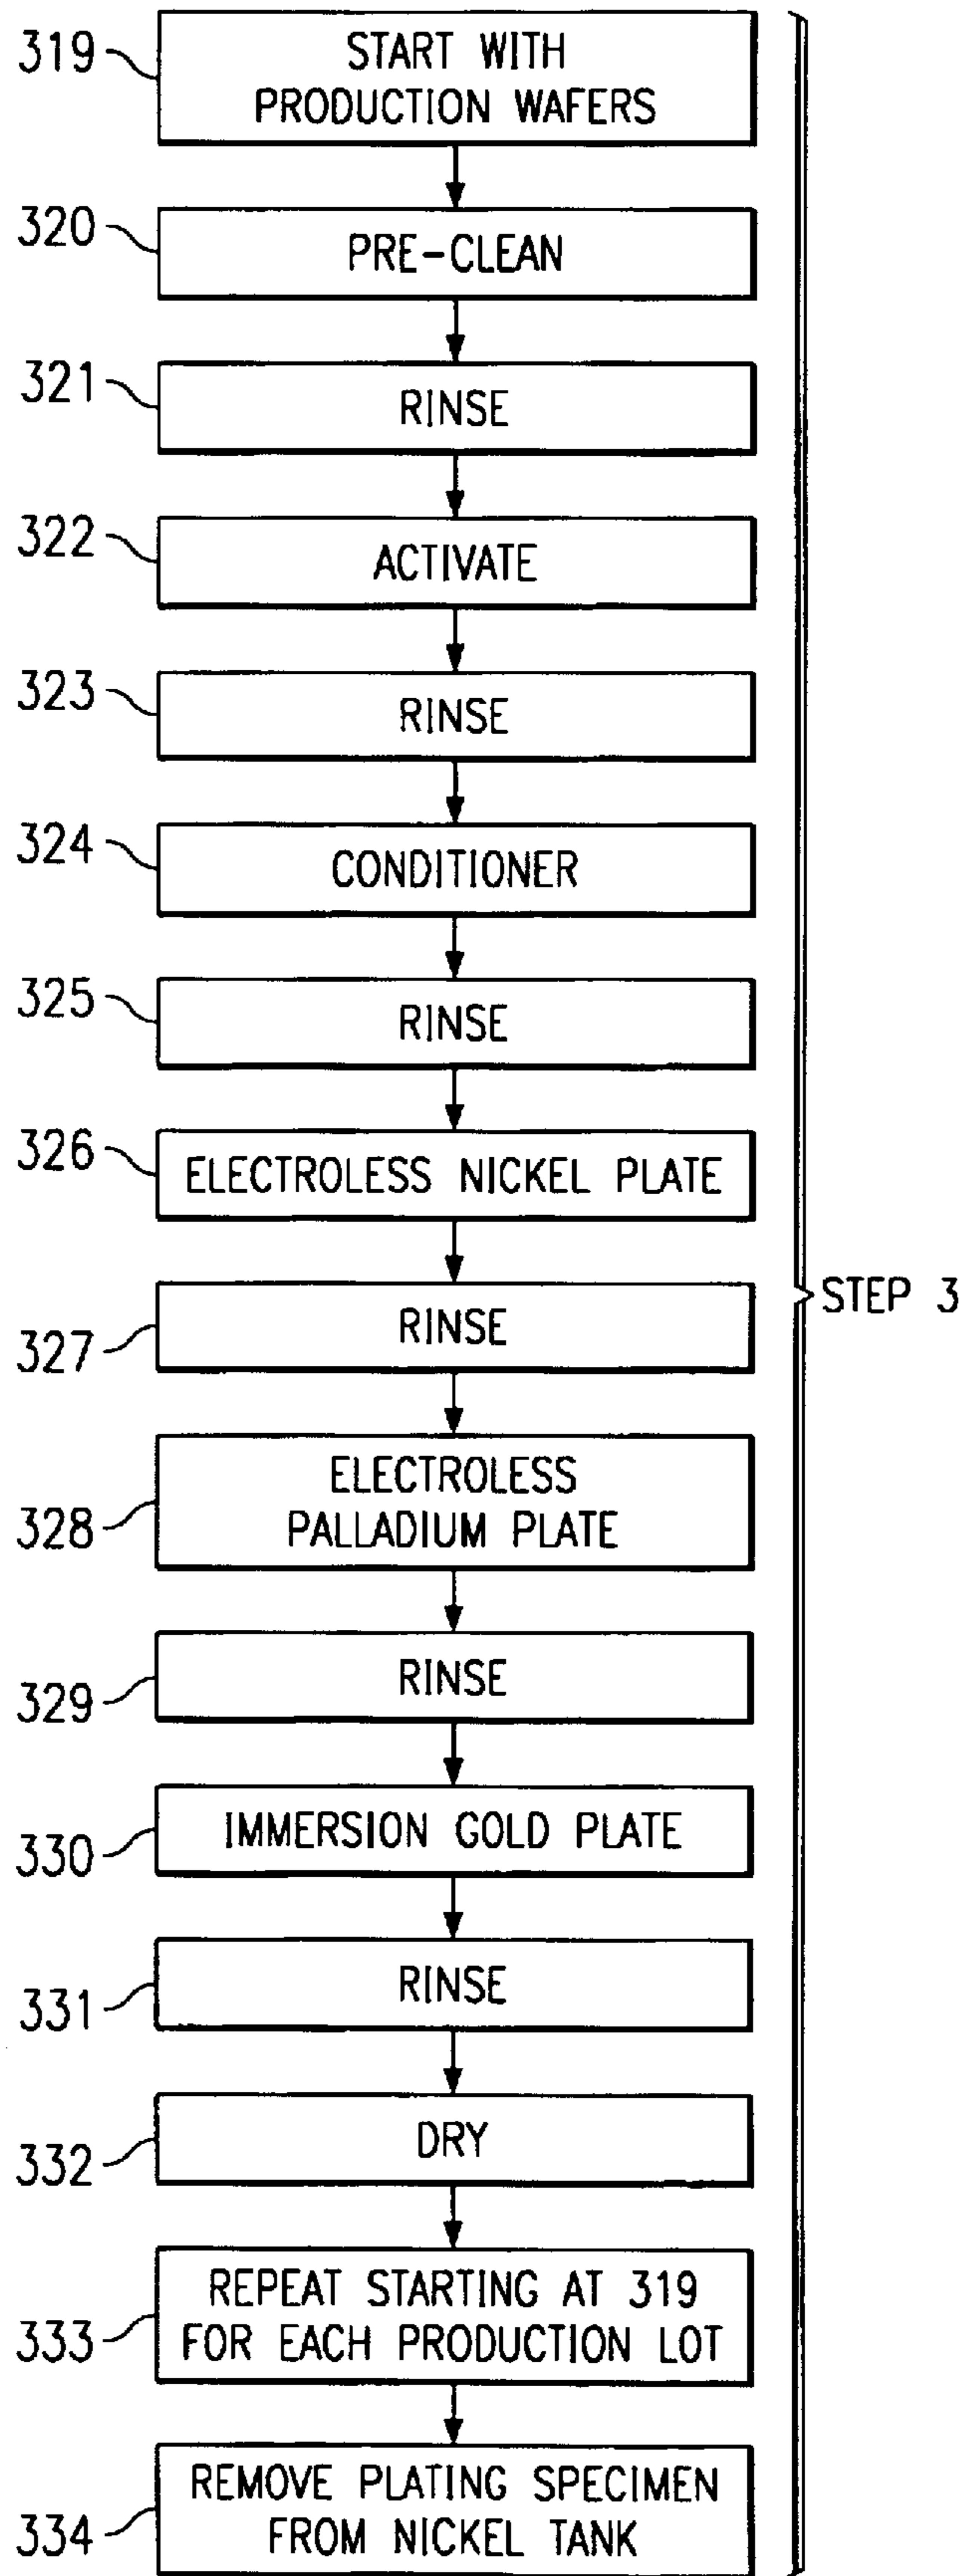 319
START WITH
PRODUCTION WAFERS
320
PRE-CLEAN
321
RINSE
322
ACTIVATE
323
RINSE
324
CONDITIONER
325
RINSE
326
ELECTROLESS NICKEL PLATE
327
RINSE
STEP 3
328
ELECTROLESS
PALLADIUM PLATE
329
RINSE
330
IMMERSION GOLD PLATE
331
RINSE
332
DRY
333
REPEAT STARTING AT 319
FOR EACH PRODUCTION LOT
334
REMOVE PLATING SPECIMEN
FROM NICKEL TANK